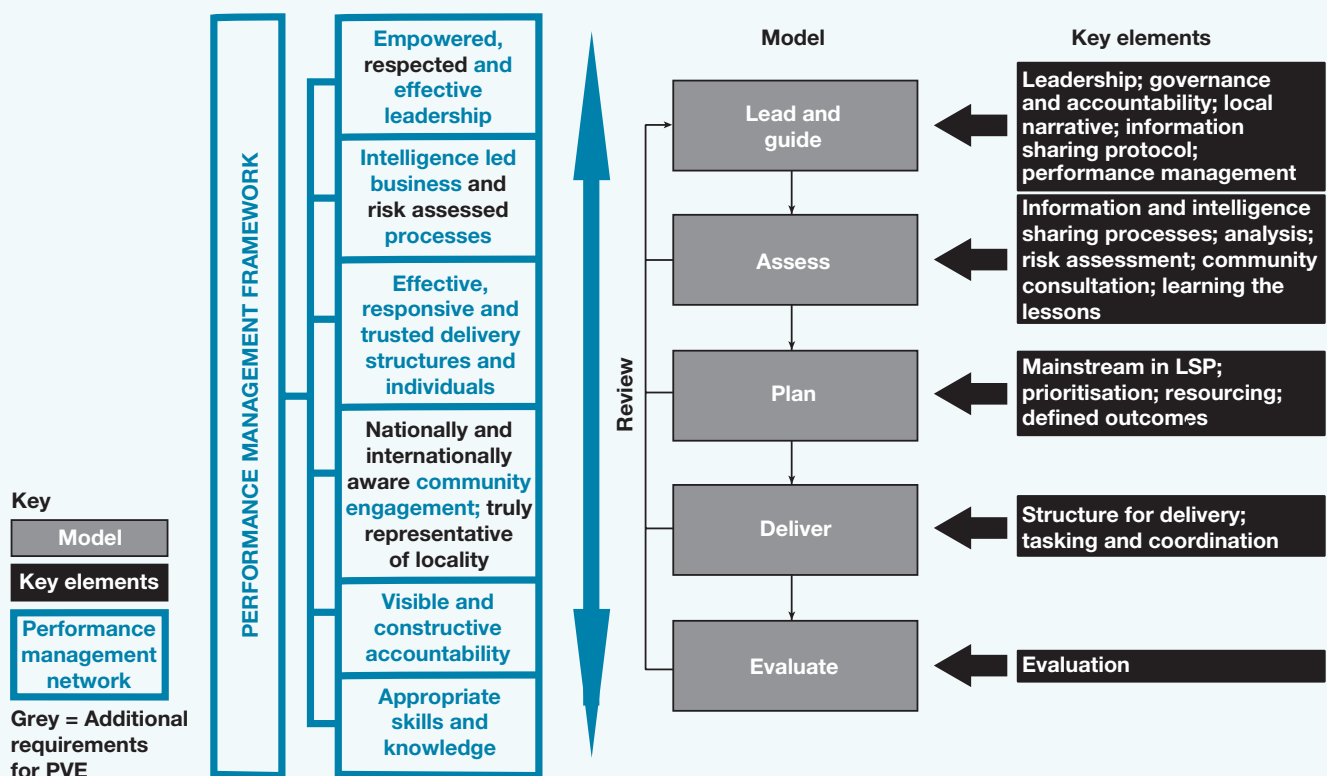 PERFORMANCE MANAGEMENT FRAMEWORK
Empowered,
respected and
effective
leadership
Intelligence led
business and
risk assessed
processes
Effective,
responsive and
trusted delivery
structures and
individuals
Nationally and
internationally
aware community
engagement; truly
representative
of locality
Visible and
constructive
accountability
Appropriate
skills and
knowledge
Key
Model
Key elements
Performance
management
network
Grey = Additional
requirements
for PVE
Review
Model
Lead and
guide
Assess
Plan
Deliver
Evaluate
Key elements
Leadership; governance
and accountability; local
narrative; information
sharing protocol;
performance management
Information and intelligence
sharing processes; analysis;
risk assessment; community
consultation; learning the
lessons
Mainstream in LSP;
prioritisation; resourcing;
defined outcomes
Structure for delivery;
tasking and coordination
Evaluation